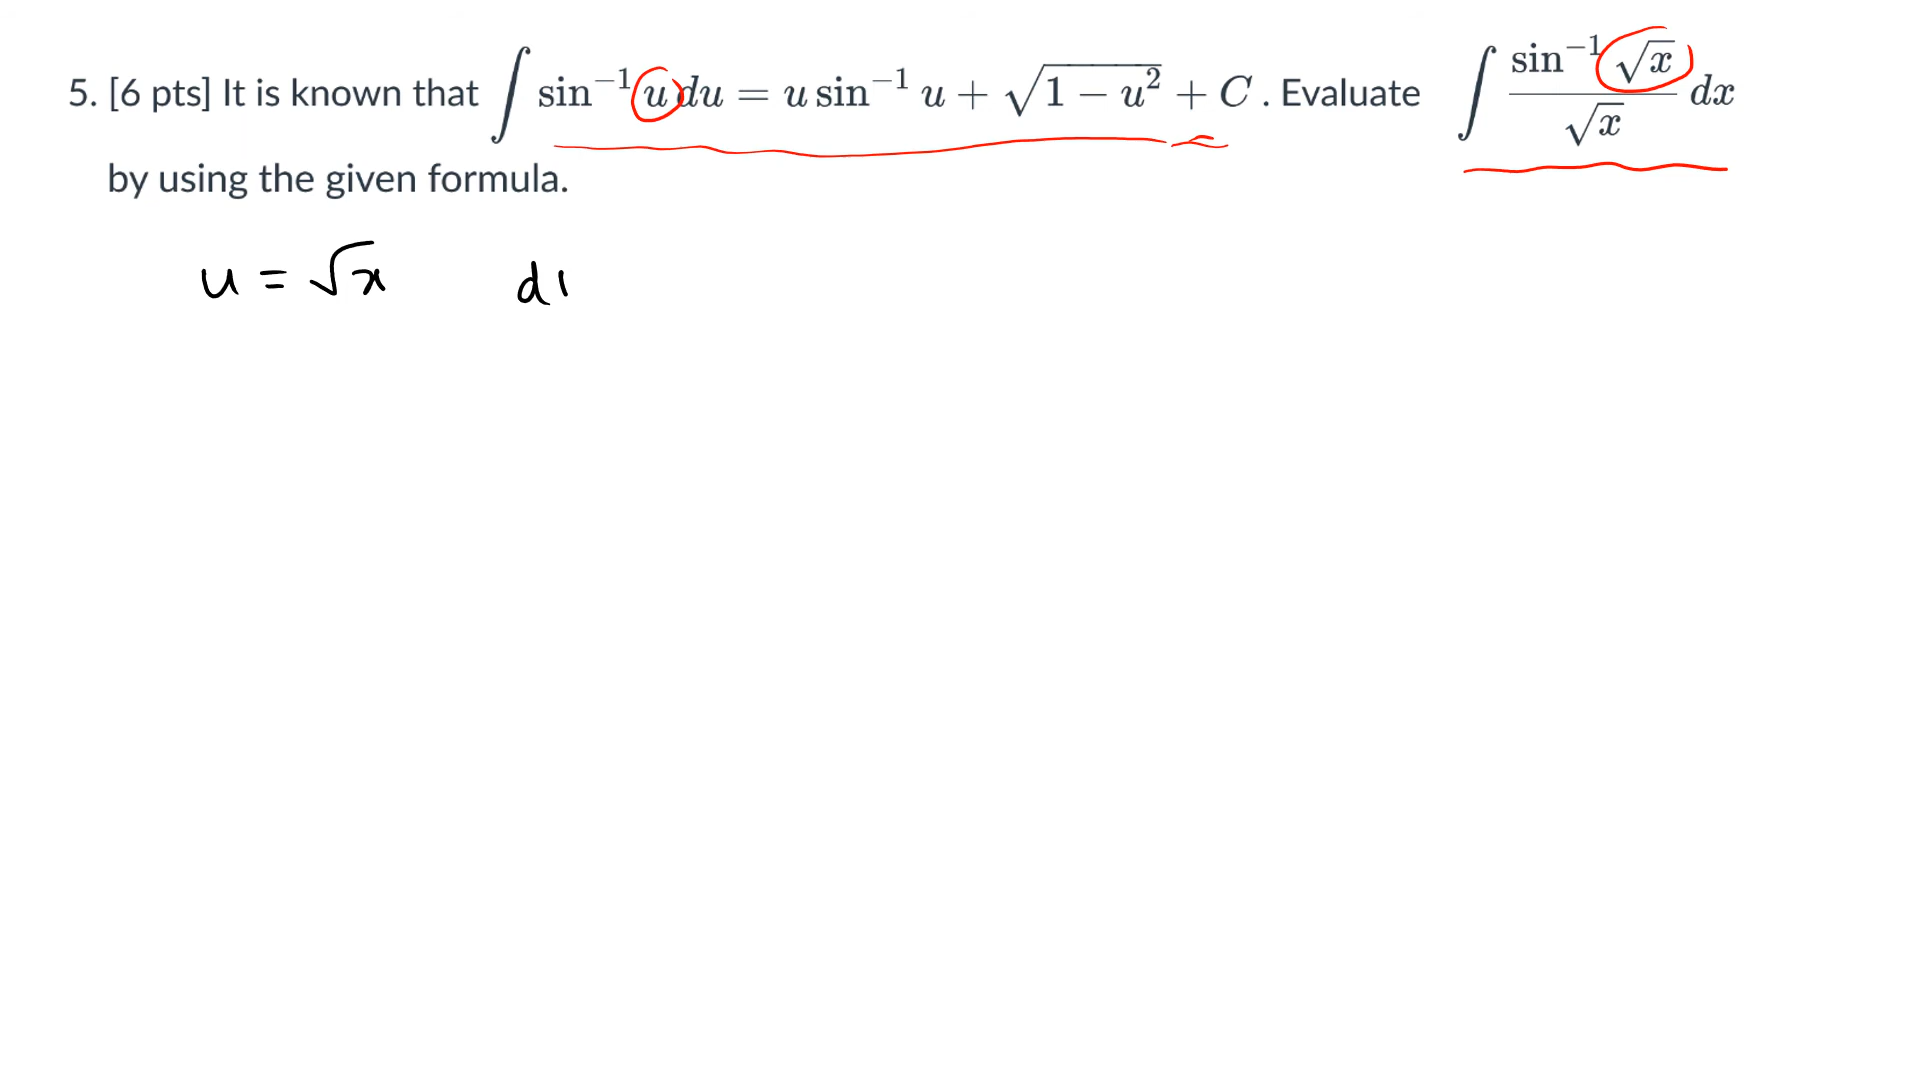 5. [6 pts] It is known that ∫ sin⁻¹ u du = u sin⁻¹ u + √(1 − u²) + C . Evaluate ∫ (sin⁻¹ √x)/(√x) dx
by using the given formula.
u = √x d